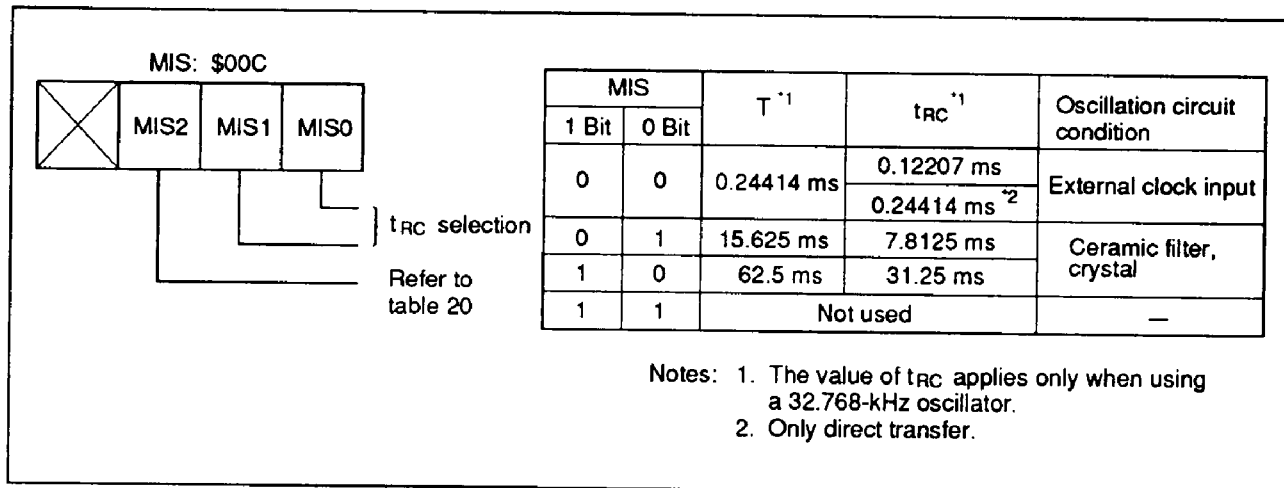 MIS: $00C
MIS2 MIS1 MIS0
tRC selection
Refer to
table 20
MIS T *1 tRC *1 Oscillation circuit
condition
1 Bit 0 Bit
0 0 0.24414 ms 0.12207 ms External clock input
0.24414 ms *2
0 1 15.625 ms 7.8125 ms Ceramic filter,
crystal
1 0 62.5 ms 31.25 ms
1 1 Not used —
Notes: 1. The value of tRC applies only when using
a 32.768-kHz oscillator.
2. Only direct transfer.